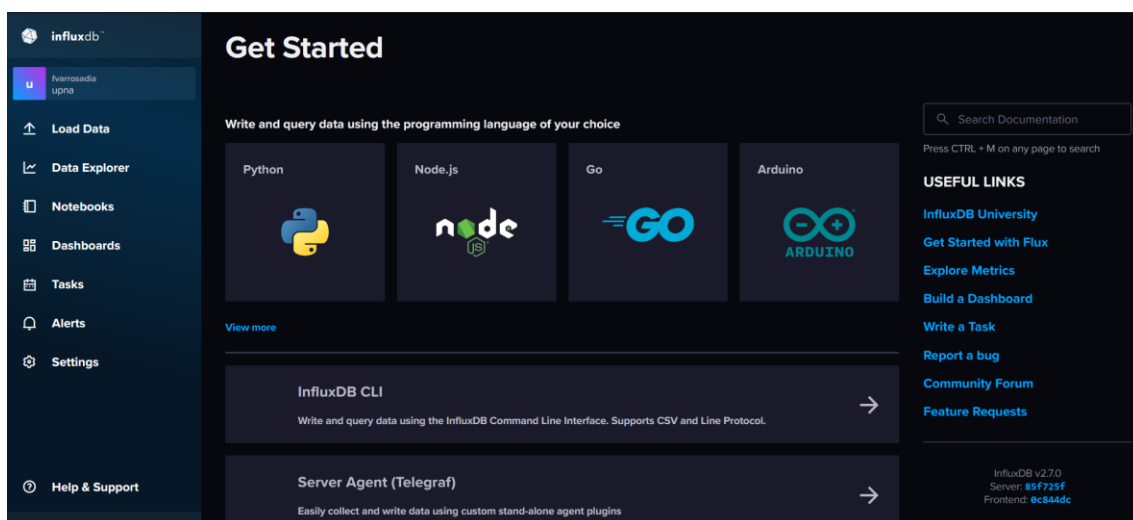 influxdb™
u
fvarrosadia
upna
Load Data
Data Explorer
Notebooks
Dashboards
Tasks
Alerts
Settings
Help & Support
Get Started
Write and query data using the programming language of your choice
Python
Node.js
Go
Arduino
node
JS
GO
ARDUINO
View more
InfluxDB CLI
Write and query data using the InfluxDB Command Line Interface. Supports CSV and Line Protocol.
Server Agent (Telegraf)
Easily collect and write data using custom stand-alone agent plugins
Search Documentation
Press CTRL + M on any page to search
USEFUL LINKS
InfluxDB University
Get Started with Flux
Explore Metrics
Build a Dashboard
Write a Task
Report a bug
Community Forum
Feature Requests
InfluxDB v2.7.0
Server: 85f725f
Frontend: 0c844dc